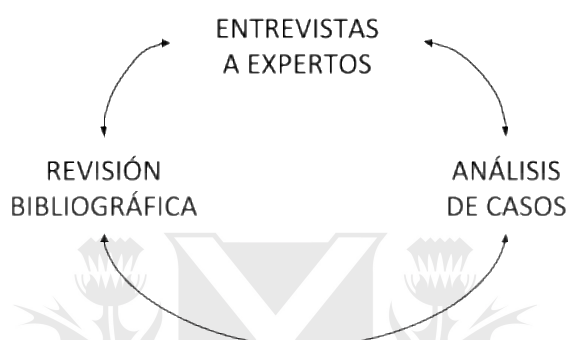 ENTREVISTAS
A EXPERTOS
REVISIÓN
BIBLIOGRÁFICA
ANÁLISIS
DE CASOS